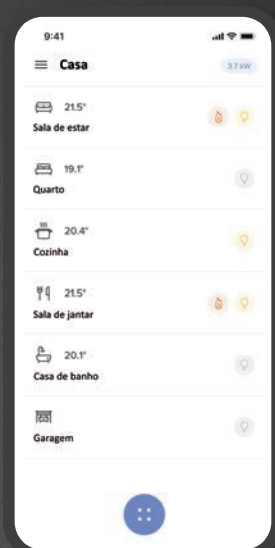 9:41
Casa
3.7 kW
21.5°
Sala de estar
19.1°
Quarto
20.4°
Cozinha
21.5°
Sala de jantar
20.1°
Casa de banho
Garagem